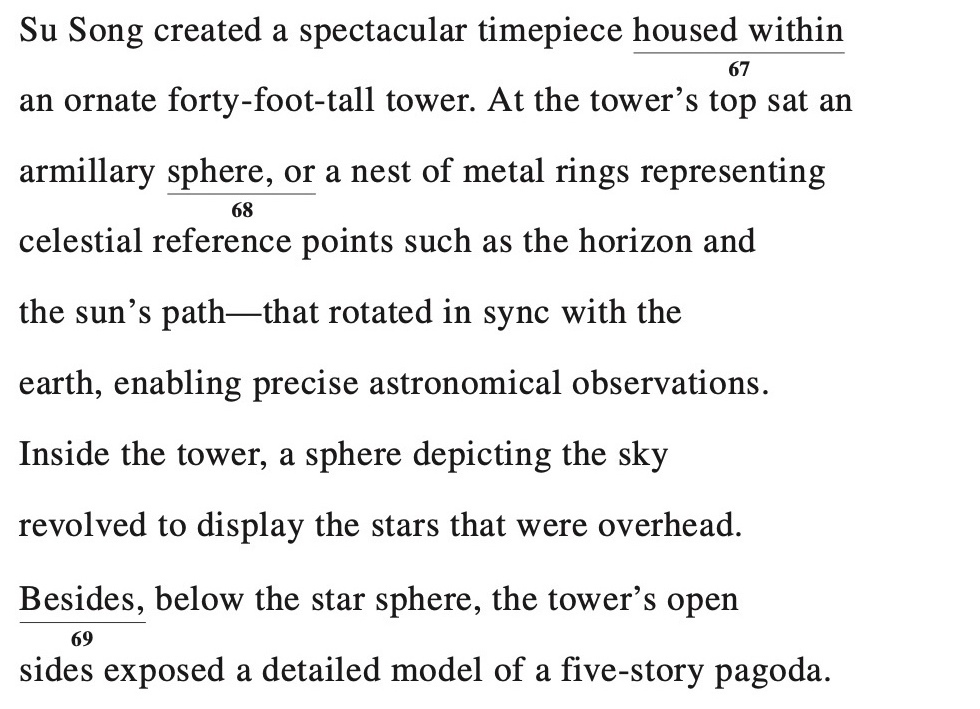 Su Song created a spectacular timepiece housed within
67
an ornate forty-foot-tall tower. At the tower’s top sat an
armillary sphere, or a nest of metal rings representing
68
celestial reference points such as the horizon and
the sun’s path—that rotated in sync with the
earth, enabling precise astronomical observations.
Inside the tower, a sphere depicting the sky
revolved to display the stars that were overhead.
Besides, below the star sphere, the tower’s open
69
sides exposed a detailed model of a five-story pagoda.